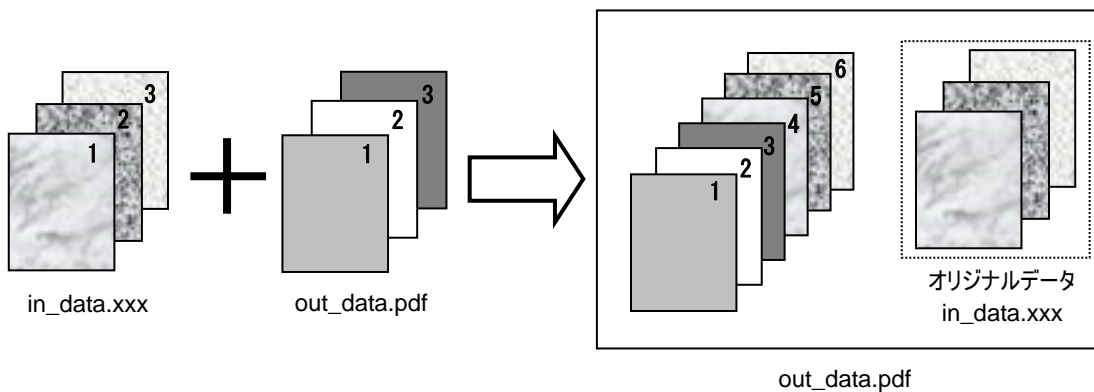 1
2
3
in_data.xxx
1
2
3
out_data.pdf
1
2
3
4
5
6
オリジナルデータ
in_data.xxx
out_data.pdf